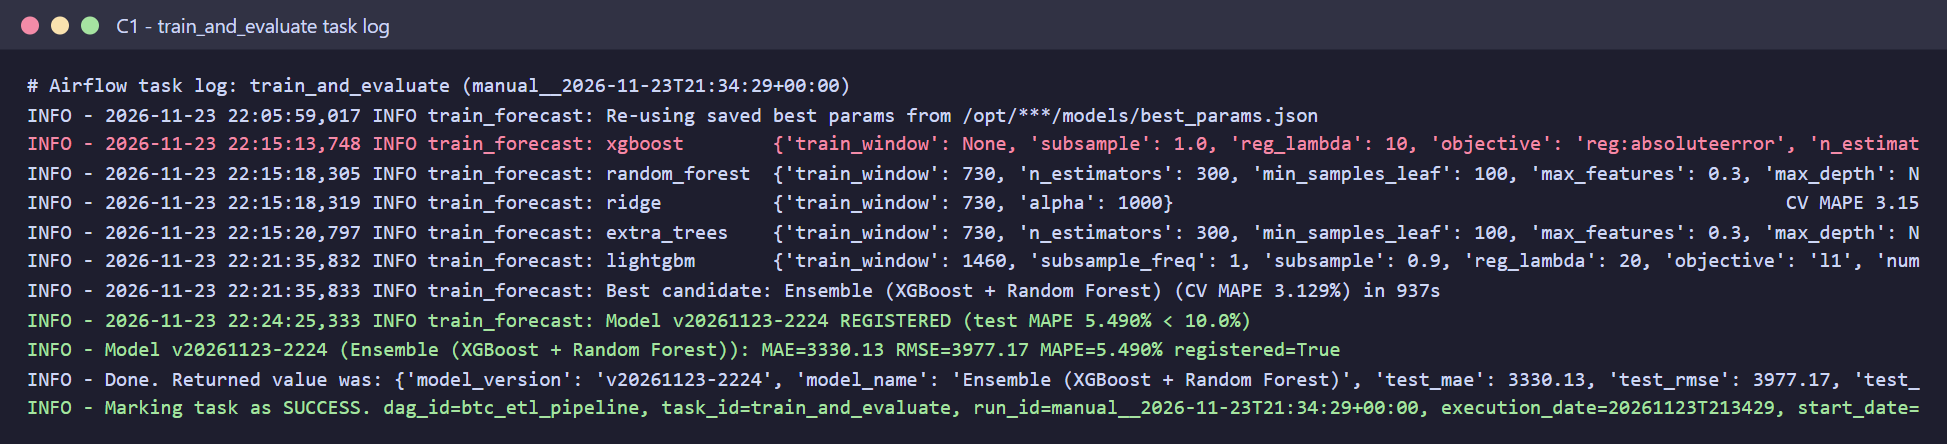 C1 - train_and_evaluate task log
# Airflow task log: train_and_evaluate (manual__2026-11-23T21:34:29+00:00)
INFO - 2026-11-23 22:05:59,017 INFO train_forecast: Re-using saved best params from /opt/***/models/best_params.json
INFO - 2026-11-23 22:15:13,748 INFO train_forecast: xgboost        {'train_window': None, 'subsample': 1.0, 'reg_lambda': 10, 'objective': 'reg:absoluteerror', 'n_estimat
INFO - 2026-11-23 22:15:18,305 INFO train_forecast: random_forest  {'train_window': 730, 'n_estimators': 300, 'min_samples_leaf': 100, 'max_features': 0.3, 'max_depth': N
INFO - 2026-11-23 22:15:18,319 INFO train_forecast: ridge          {'train_window': 730, 'alpha': 1000}                                                       CV MAPE 3.15
INFO - 2026-11-23 22:15:20,797 INFO train_forecast: extra_trees    {'train_window': 730, 'n_estimators': 300, 'min_samples_leaf': 100, 'max_features': 0.3, 'max_depth': N
INFO - 2026-11-23 22:21:35,832 INFO train_forecast: lightgbm       {'train_window': 1460, 'subsample_freq': 1, 'subsample': 0.9, 'reg_lambda': 20, 'objective': 'l1', 'num
INFO - 2026-11-23 22:21:35,833 INFO train_forecast: Best candidate: Ensemble (XGBoost + Random Forest) (CV MAPE 3.129%) in 937s
INFO - 2026-11-23 22:24:25,333 INFO train_forecast: Model v20261123-2224 REGISTERED (test MAPE 5.490% < 10.0%)
INFO - Model v20261123-2224 (Ensemble (XGBoost + Random Forest)): MAE=3330.13 RMSE=3977.17 MAPE=5.490% registered=True
INFO - Done. Returned value was: {'model_version': 'v20261123-2224', 'model_name': 'Ensemble (XGBoost + Random Forest)', 'test_mae': 3330.13, 'test_rmse': 3977.17, 'test_
INFO - Marking task as SUCCESS. dag_id=btc_etl_pipeline, task_id=train_and_evaluate, run_id=manual__2026-11-23T21:34:29+00:00, execution_date=20261123T213429, start_date=